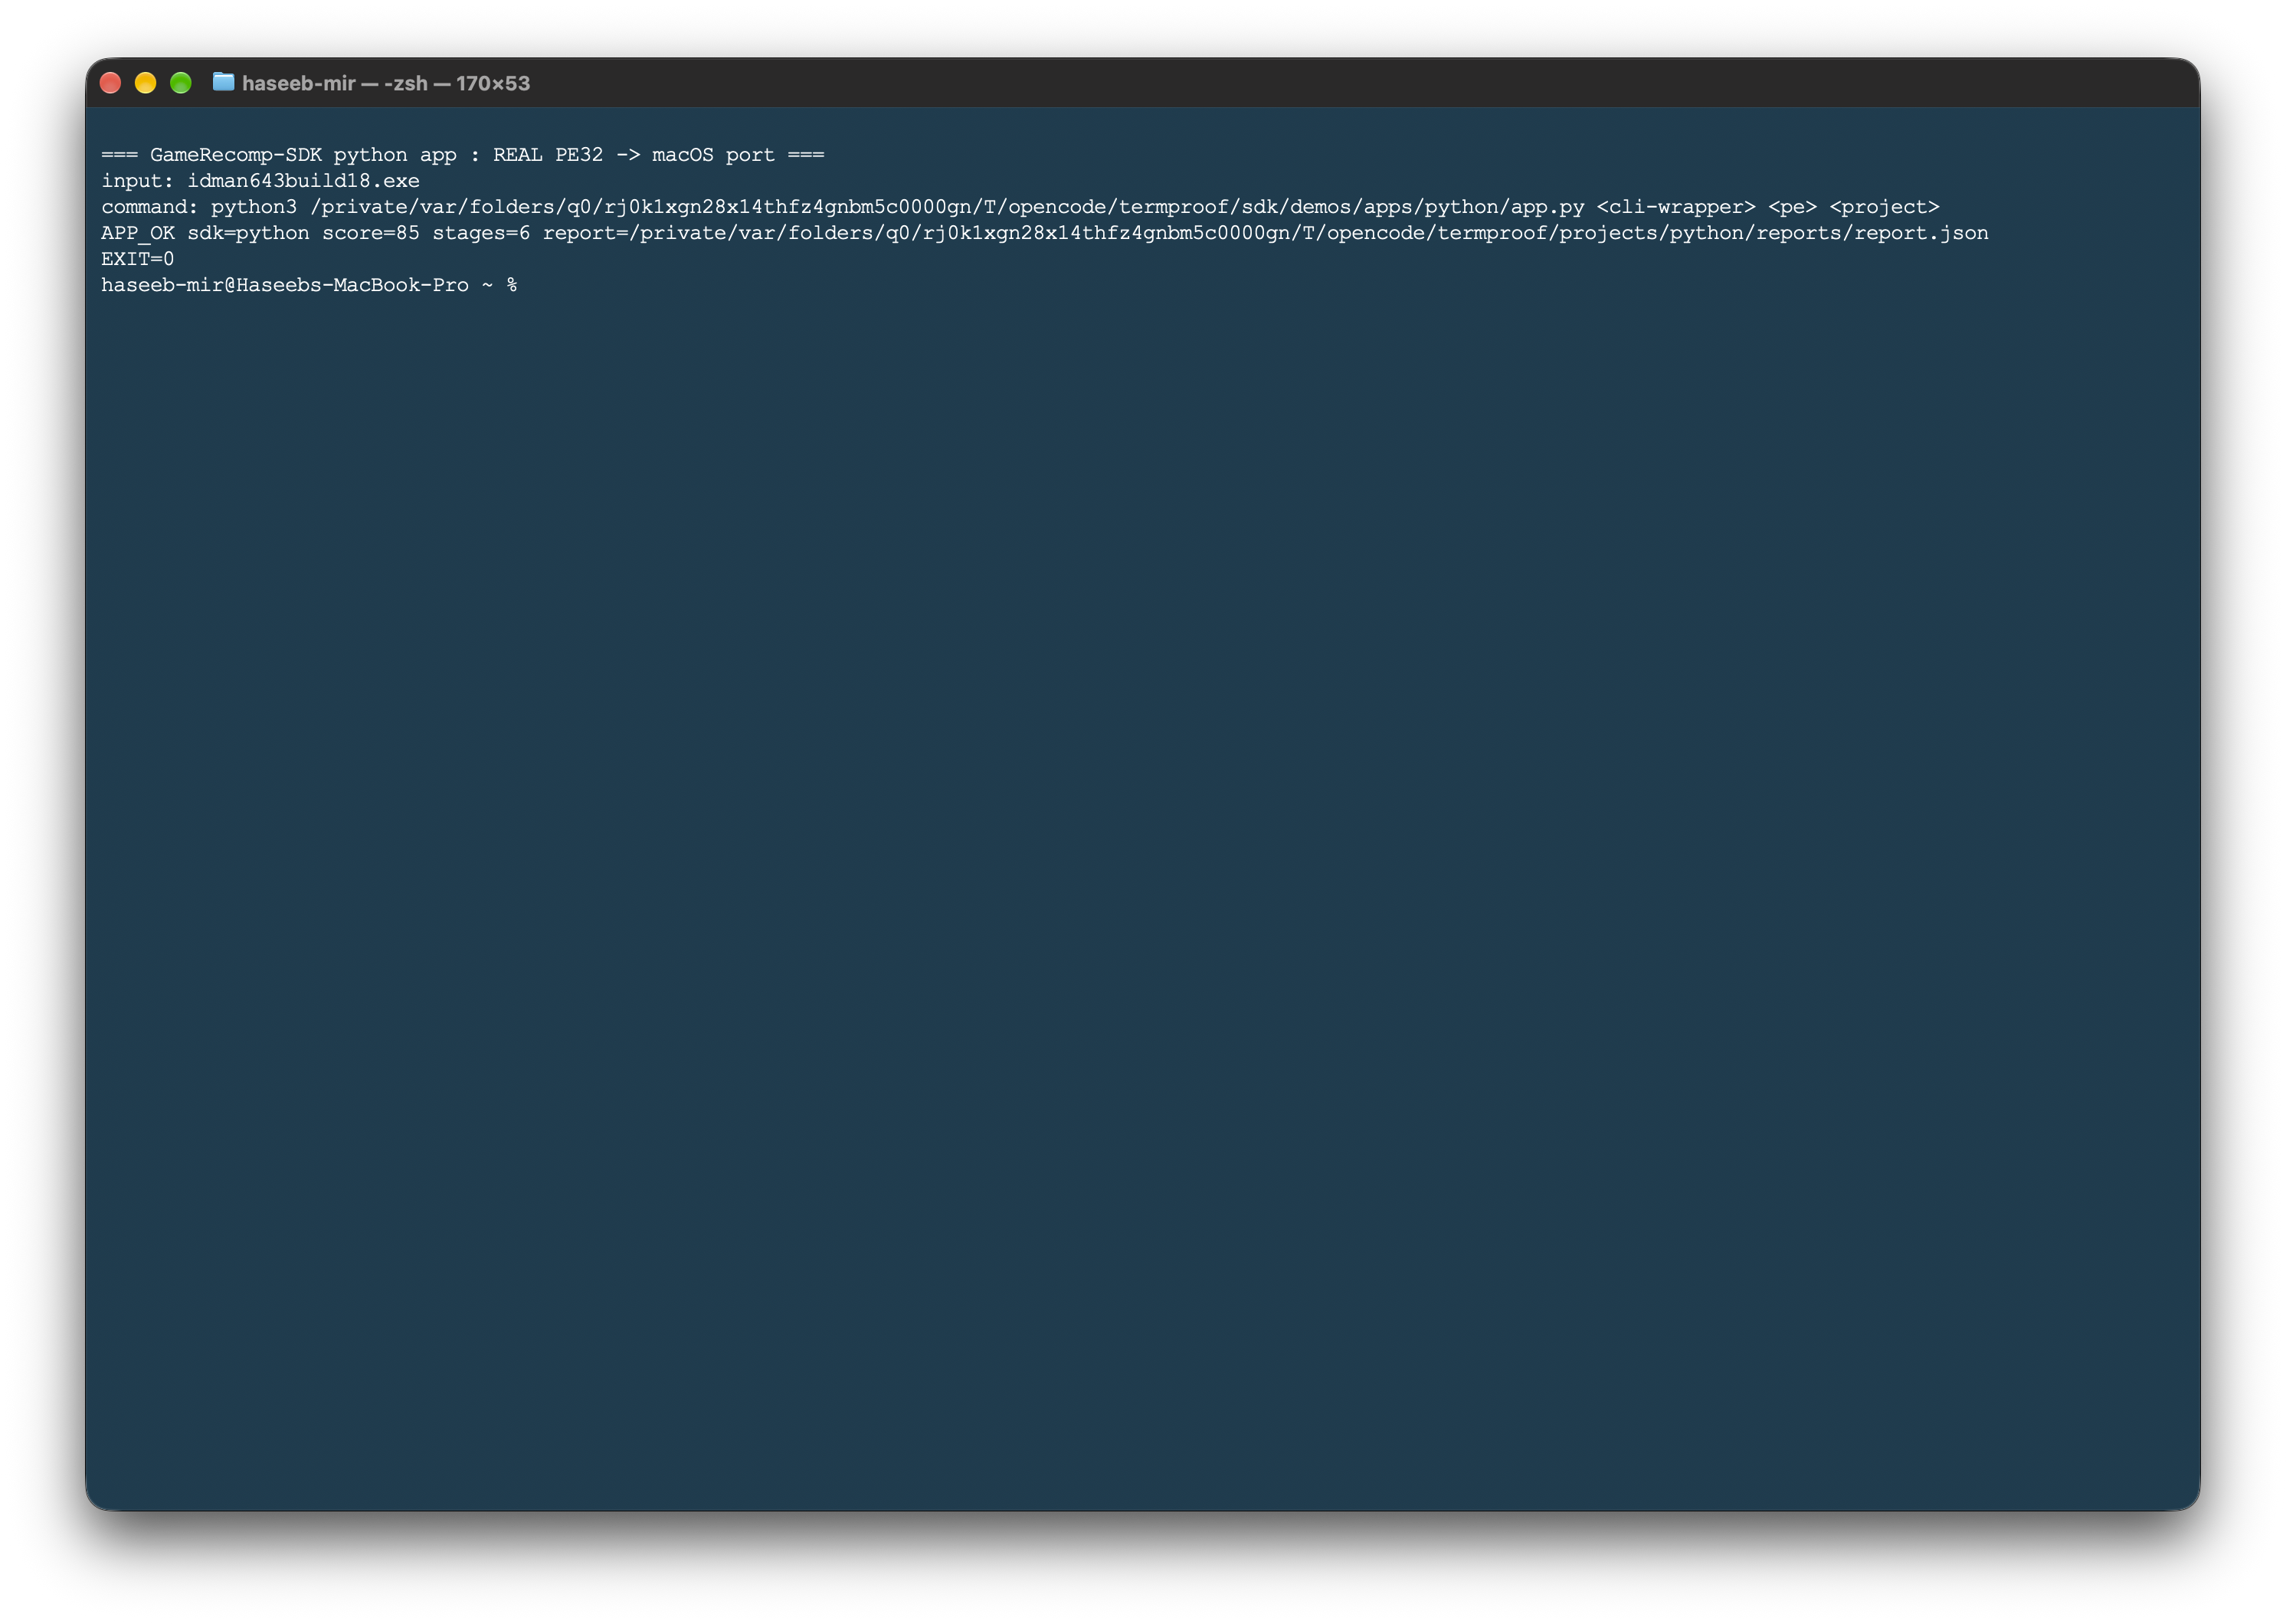 haseeb-mir — -zsh — 170×53
=== GameRecomp-SDK python app : REAL PE32 -> macOS port ===
input: idman643build18.exe
command: python3 /private/var/folders/q0/rj0k1xgn28x14thfz4gnbm5c0000gn/T/opencode/termproof/sdk/demos/apps/python/app.py <cli-wrapper> <pe> <project>
APP_OK sdk=python score=85 stages=6 report=/private/var/folders/q0/rj0k1xgn28x14thfz4gnbm5c0000gn/T/opencode/termproof/projects/python/reports/report.json
EXIT=0
haseeb-mir@Haseebs-MacBook-Pro ~ %